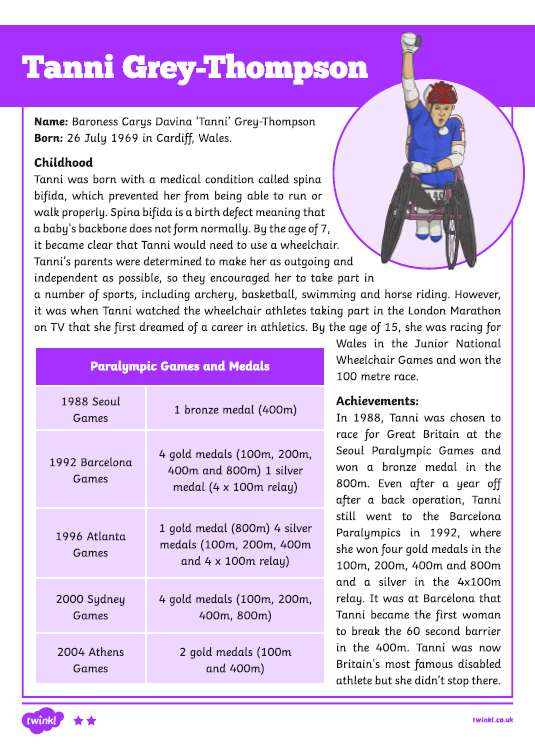 Tanni Grey-Thompson
Name: Baroness Carys Davina 'Tanni' Grey-Thompson
Born: 26 July 1969 in Cardiff, Wales.
Childhood
Tanni was born with a medical condition called spina
bifida, which prevented her from being able to run or
walk properly. Spina bifida is a birth defect meaning that
a baby's backbone does not form normally. By the age of 7,
it became clear that Tanni would need to use a wheelchair.
Tanni's parents were determined to make her as outgoing and
independent as possible, so they encouraged her to take part in
a number of sports, including archery, basketball, swimming and horse riding. However,
it was when Tanni watched the wheelchair athletes taking part in the London Marathon
on TV that she first dreamed of a career in athletics. By the age of 15, she was racing for
Wales in the Junior National
Wheelchair Games and won the
100 metre race.
Paralympic Games and Medals
1988 Seoul
Games
1 bronze medal (400m)
1992 Barcelona
Games
4 gold medals (100m, 200m,
400m and 800m) 1 silver
medal (4 x 100m relay)
1996 Atlanta
Games
1 gold medal (800m) 4 silver
medals (100m, 200m, 400m
and 4 x 100m relay)
2000 Sydney
Games
4 gold medals (100m, 200m,
400m, 800m)
2004 Athens
Games
2 gold medals (100m
and 400m)
Achievements:
In 1988, Tanni was chosen to
race for Great Britain at the
Seoul Paralympic Games and
won a bronze medal in the
800m. Even after a year off
after a back operation, Tanni
still went to the Barcelona
Paralympics in 1992, where
she won four gold medals in the
100m, 200m, 400m and 800m
and a silver in the 4x100m
relay. It was at Barcelona that
Tanni became the first woman
to break the 60 second barrier
in the 400m. Tanni was now
Britain's most famous disabled
athlete but she didn't stop there.
twinkl
twinkl.co.uk